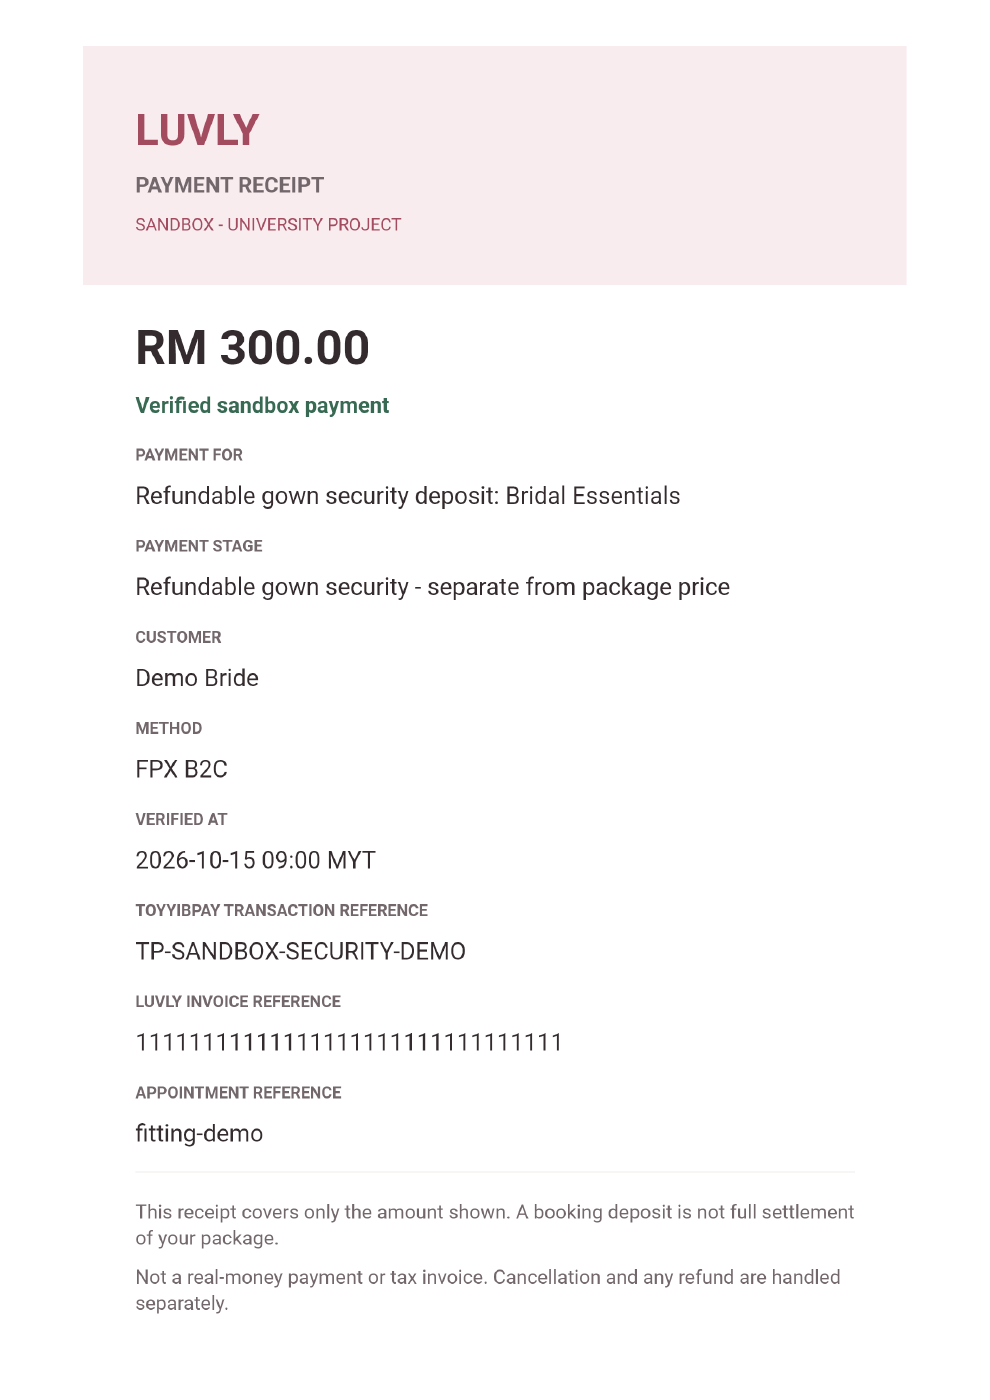 LUVLY
PAYMENT RECEIPT
SANDBOX - UNIVERSITY PROJECT
RM 300.00
Verified sandbox payment
PAYMENT FOR
Refundable gown security deposit: Bridal Essentials
PAYMENT STAGE
Refundable gown security - separate from package price
CUSTOMER
Demo Bride
METHOD
FPX B2C
VERIFIED AT
2026-10-15 09:00 MYT
TOYYIBPAY TRANSACTION REFERENCE
TP-SANDBOX-SECURITY-DEMO
LUVLY INVOICE REFERENCE
11111111111111111111111111111111
APPOINTMENT REFERENCE
fitting-demo
This receipt covers only the amount shown. A booking deposit is not full settlement
of your package.
Not a real-money payment or tax invoice. Cancellation and any refund are handled
separately.